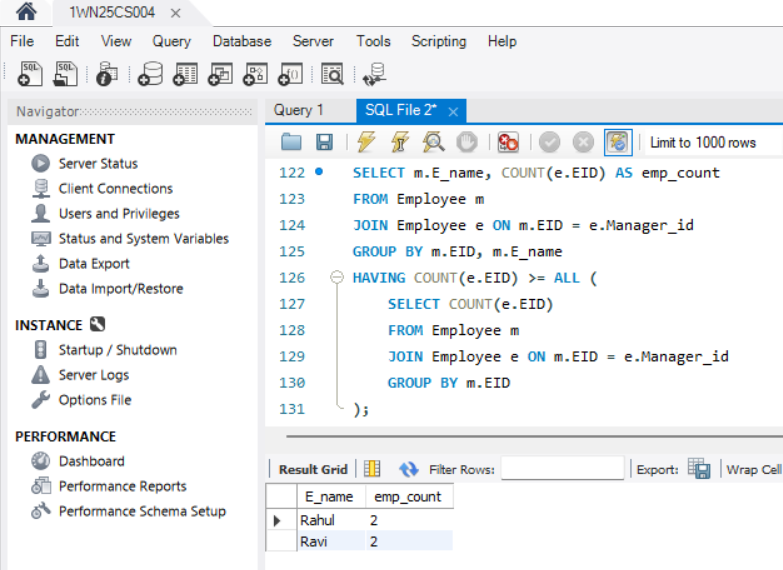 1WN25CS004 ×
File Edit View Query Database Server Tools Scripting Help
Navigator
Query 1 SQL File 2* ×
MANAGEMENT
Server Status
Client Connections
Users and Privileges
Status and System Variables
Data Export
Data Import/Restore
INSTANCE
Startup / Shutdown
Server Logs
Options File
PERFORMANCE
Dashboard
Performance Reports
Performance Schema Setup
Limit to 1000 rows
122 SELECT m.E_name, COUNT(e.EID) AS emp_count
123 FROM Employee m
124 JOIN Employee e ON m.EID = e.Manager_id
125 GROUP BY m.EID, m.E_name
126 HAVING COUNT(e.EID) >= ALL (
127 SELECT COUNT(e.EID)
128 FROM Employee m
129 JOIN Employee e ON m.EID = e.Manager_id
130 GROUP BY m.EID
131 );
Result Grid Filter Rows: Export: Wrap Cell
E_name emp_count
Rahul 2
Ravi 2